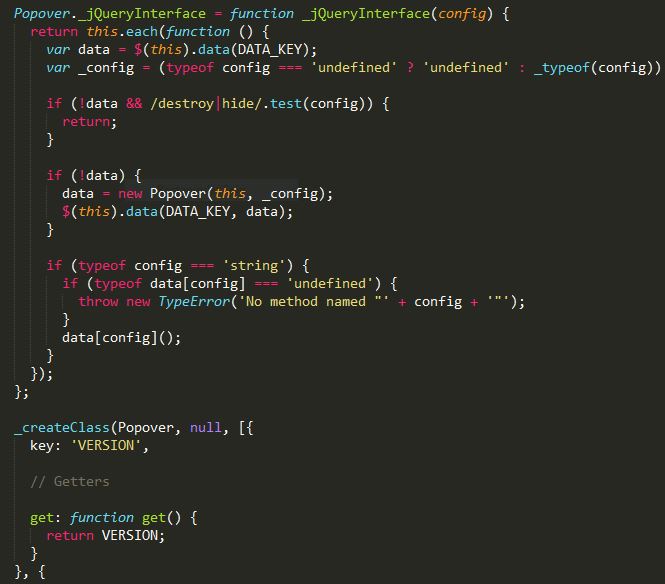 Popover._jQueryInterface = function _jQueryInterface(config) {
  return this.each(function () {
    var data = $(this).data(DATA_KEY);
    var _config = (typeof config === 'undefined' ? 'undefined' : _typeof(config))

    if (!data && /destroy|hide/.test(config)) {
      return;
    }

    if (!data) {
      data = new Popover(this, _config);
      $(this).data(DATA_KEY, data);
    }

    if (typeof config === 'string') {
      if (typeof data[config] === 'undefined') {
        throw new TypeError('No method named "' + config + '"');
      }
      data[config]();
    }
  });
};

_createClass(Popover, null, [{
  key: 'VERSION',

  // Getters

  get: function get() {
    return VERSION;
  }
}, {